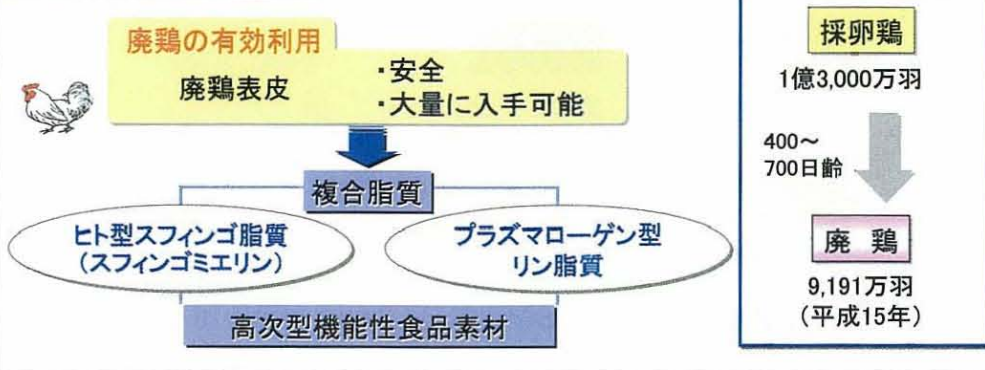 廃鶏の有効利用
廃鶏表皮
・安全
・大量に入手可能
複合脂質
ヒト型スフィンゴ脂質
(スフィンゴミエリン)
プラズマローゲン型
リン脂質
高次型機能性食品素材
採卵鶏
1億3,000万羽
400～
700日齢
廃 鶏
9,191万羽
(平成15年)